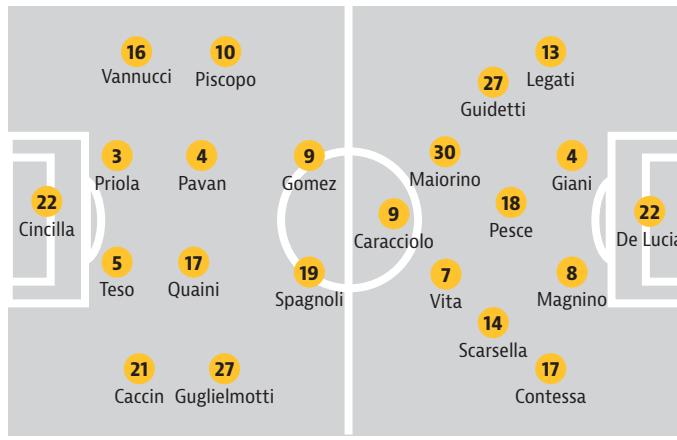 16
Vannucci
10
Piscopo
3
Priola
4
Pavan
9
Gomez
22
Cincilla
5
Teso
17
Quaini
19
Spagnoli
21
Caccin
27
Guglielmotti
13
Legati
27
Guidetti
30
Maiorino
4
Giani
18
Pesce
9
Caracciolo
22
De Lucia
7
Vita
8
Magnino
14
Scarsella
17
Contessa